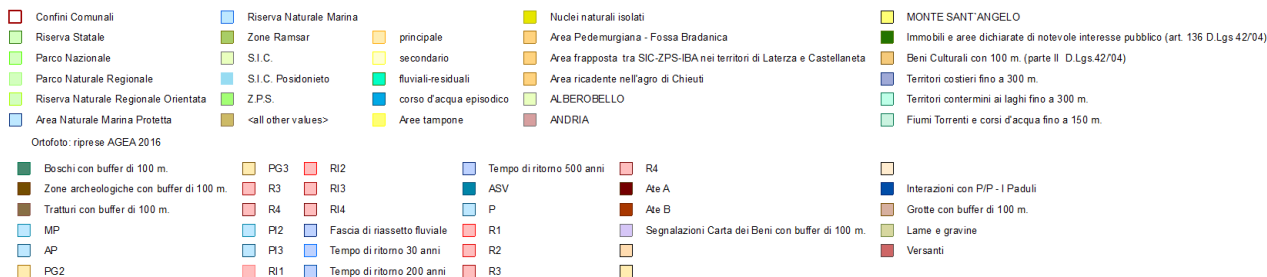 Confini Comunali
Riserva Statale
Parco Nazionale
Parco Naturale Regionale
Riserva Naturale Regionale Orientata
Area Naturale Marina Protetta
Riserva Naturale Marina
Zone Ramsar
S.I.C.
S.I.C. Posidonieto
Z.P.S.
<all other values>
principale
secondario
fluviali-residuali
corso d'acqua episodico
Aree tampone
Nuclei naturali isolati
Area Pedemurgiana - Fossa Bradanica
Area frapposta tra SIC-ZPS-IBA nei territori di Laterza e Castellaneta
Area ricadente nell'agro di Chieuti
ALBEROBELLO
ANDRIA
MONTE SANT'ANGELO
Immobili e aree dichiarate di notevole interesse pubblico (art. 136 D.Lgs 42/04)
Beni Culturali con 100 m. (parte II D.Lgs.42/04)
Territori costieri fino a 300 m.
Territori contermini ai laghi fino a 300 m.
Fiumi Torrenti e corsi d'acqua fino a 150 m.
Ortofoto: riprese AGEA 2016
Boschi con buffer di 100 m.
Zone archeologiche con buffer di 100 m.
Tratturi con buffer di 100 m.
MP
AP
PG2
PG3
R3
R4
PI2
PI3
RI1
RI2
RI3
RI4
Fascia di riassetto fluviale
Tempo di ritorno 30 anni
Tempo di ritorno 200 anni
Tempo di ritorno 500 anni
ASV
P
R1
R2
R3
R4
Ate A
Ate B
Segnalazioni Carta dei Beni con buffer di 100 m.
Interazioni con P/P - I Paduli
Grotte con buffer di 100 m.
Lame e gravine
Versanti